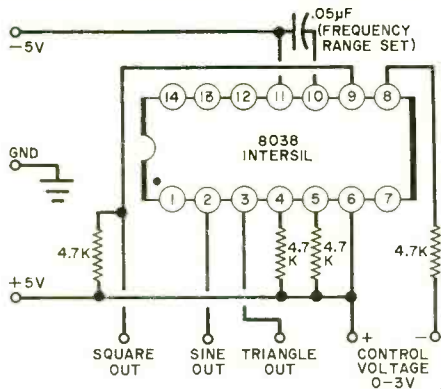 -5V
.05µF
(FREQUENCY
RANGE SET)
14 13 12 11 10 9 8
8038
INTERSIL
GND
1 2 3 4 5 6 7
4.7K
4.7
K
4.7
K
4.7K
+5V
+
-
SQUARE
OUT
SINE
OUT
TRIANGLE
OUT
CONTROL
VOLTAGE
0-3V